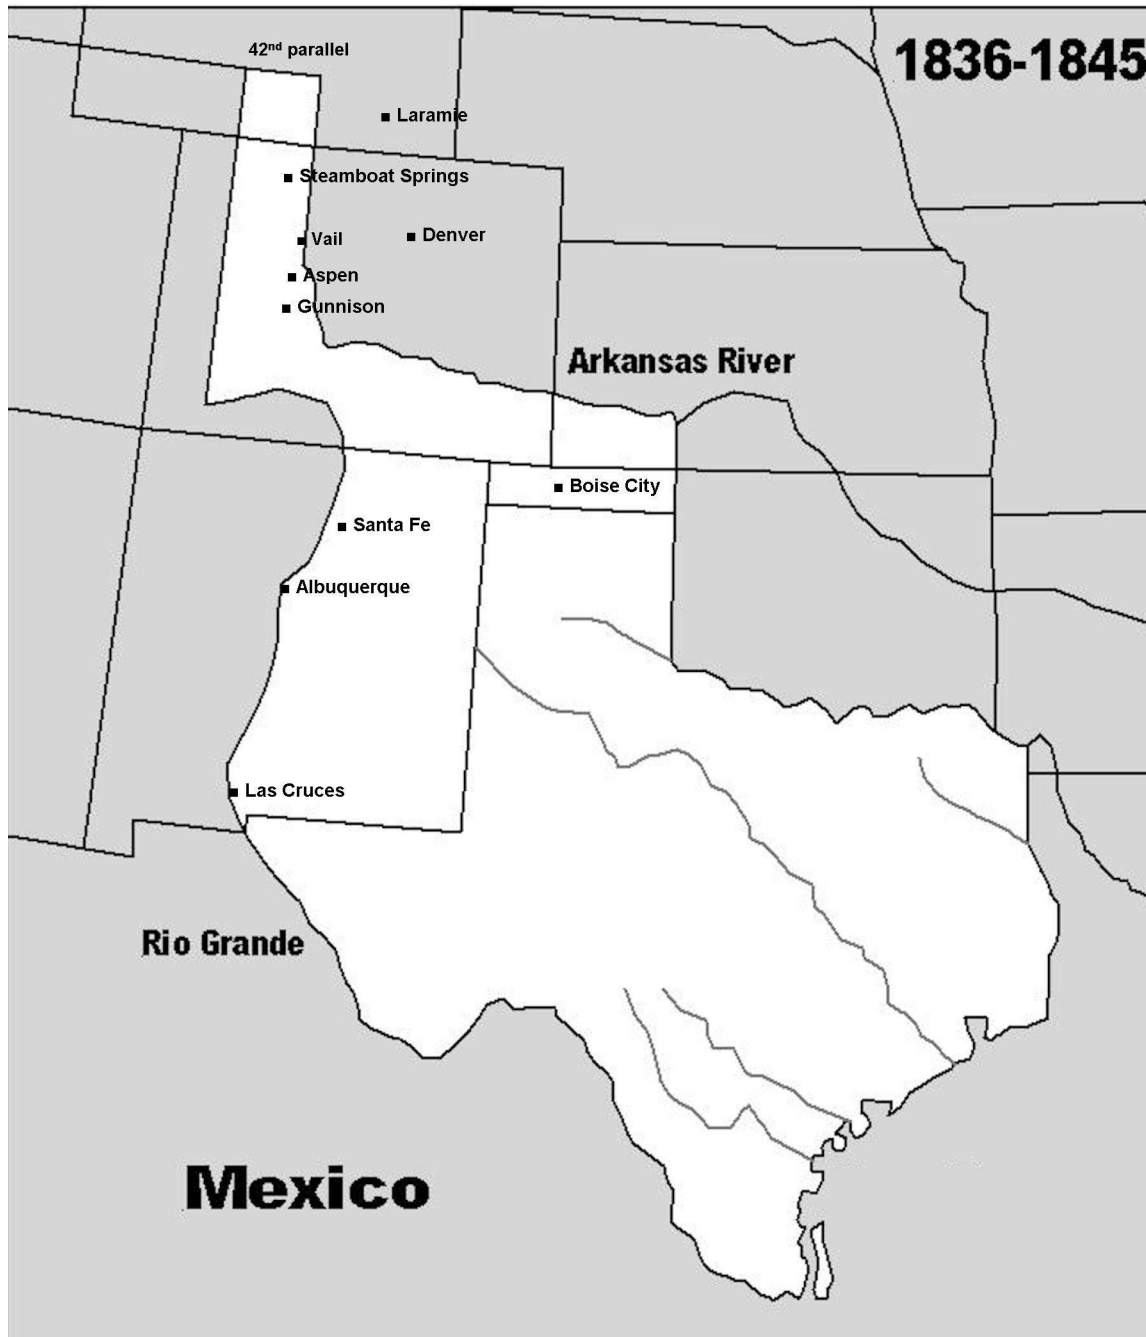 42nd parallel
1836-1845
Laramie
Steamboat Springs
Vail
Denver
Aspen
Gunnison
Arkansas River
Boise City
Santa Fe
Albuquerque
Las Cruces
Rio Grande
Mexico